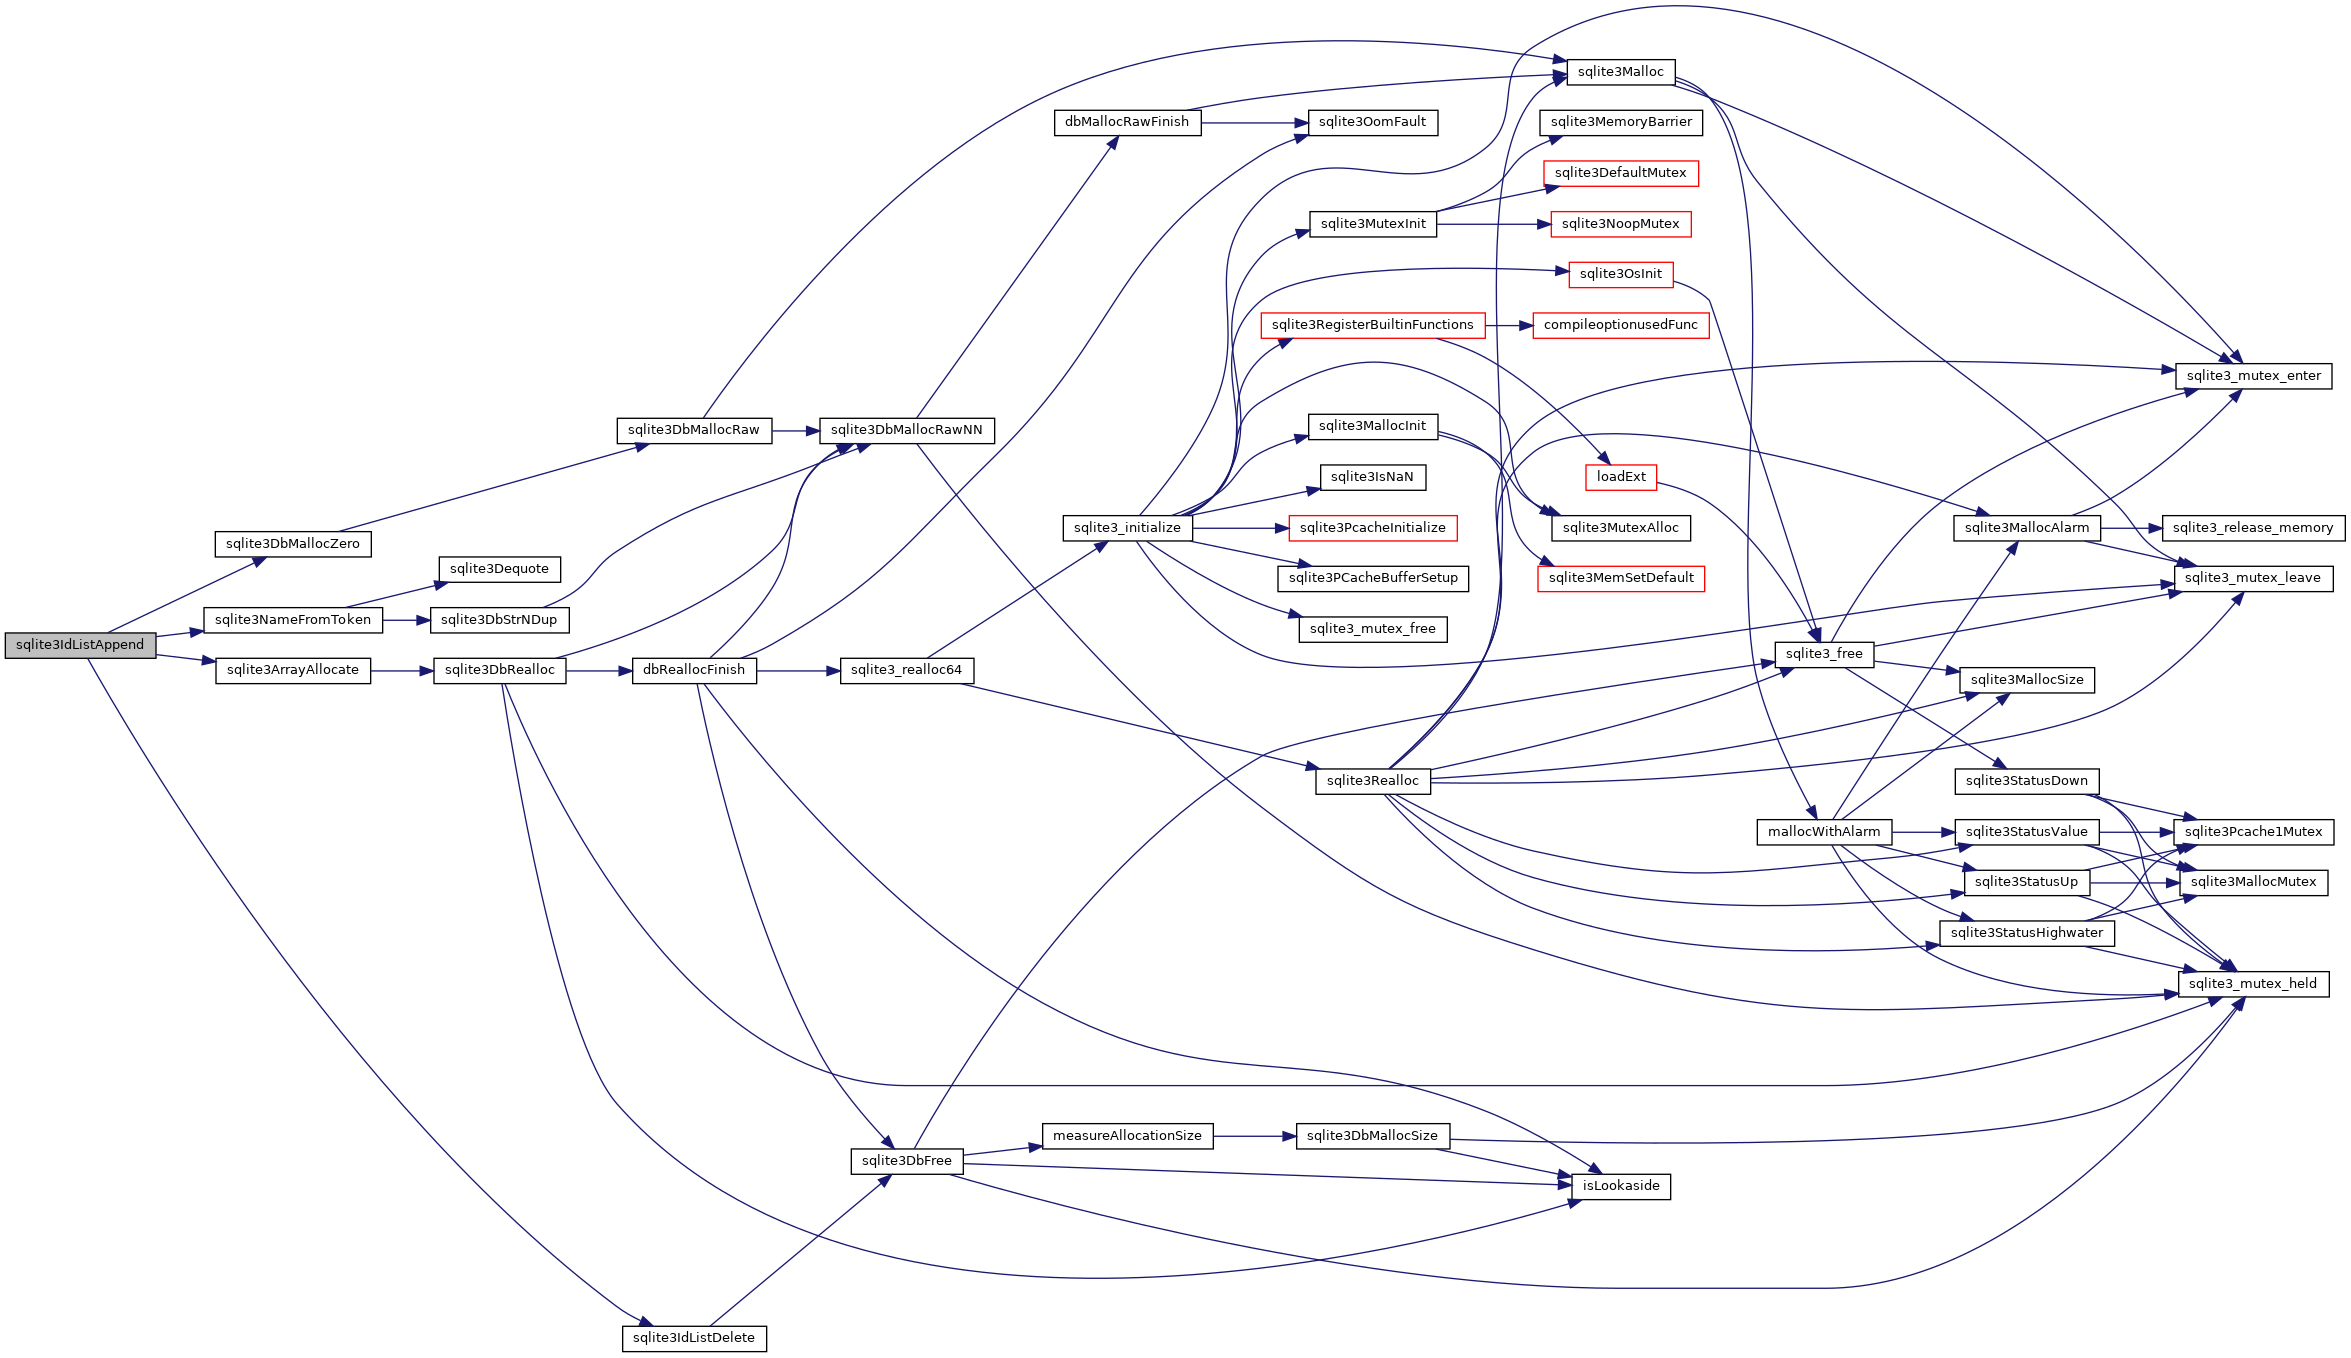 sqlite3IdListAppend
sqlite3DbMallocZero
sqlite3NameFromToken
sqlite3ArrayAllocate
sqlite3Dequote
sqlite3DbStrNDup
sqlite3DbRealloc
sqlite3DbMallocRaw
dbReallocFinish
sqlite3IdListDelete
sqlite3DbMallocRawNN
sqlite3_realloc64
sqlite3DbFree
dbMallocRawFinish
sqlite3_initialize
measureAllocationSize
sqlite3OomFault
sqlite3MutexInit
sqlite3RegisterBuiltinFunctions
sqlite3MallocInit
sqlite3IsNaN
sqlite3PcacheInitialize
sqlite3PCacheBufferSetup
sqlite3_mutex_free
sqlite3Realloc
sqlite3DbMallocSize
sqlite3Malloc
sqlite3MemoryBarrier
sqlite3DefaultMutex
sqlite3NoopMutex
sqlite3OsInit
compileoptionusedFunc
loadExt
sqlite3MutexAlloc
sqlite3MemSetDefault
isLookaside
sqlite3_free
mallocWithAlarm
sqlite3MallocAlarm
sqlite3MallocSize
sqlite3StatusDown
sqlite3StatusValue
sqlite3StatusUp
sqlite3StatusHighwater
sqlite3_mutex_enter
sqlite3_release_memory
sqlite3_mutex_leave
sqlite3Pcache1Mutex
sqlite3MallocMutex
sqlite3_mutex_held